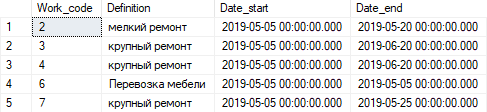 Work_code Definition Date_start Date_end
1 2 мелкий ремонт 2019-05-05 00:00:00.000 2019-05-20 00:00:00.000
2 3 крупный ремонт 2019-05-05 00:00:00.000 2019-06-20 00:00:00.000
3 4 крупный ремонт 2019-05-05 00:00:00.000 2019-06-20 00:00:00.000
4 6 Перевозка мебели 2019-05-05 00:00:00.000 2019-05-05 00:00:00.000
5 7 крупный ремонт 2019-05-05 00:00:00.000 2019-05-25 00:00:00.000